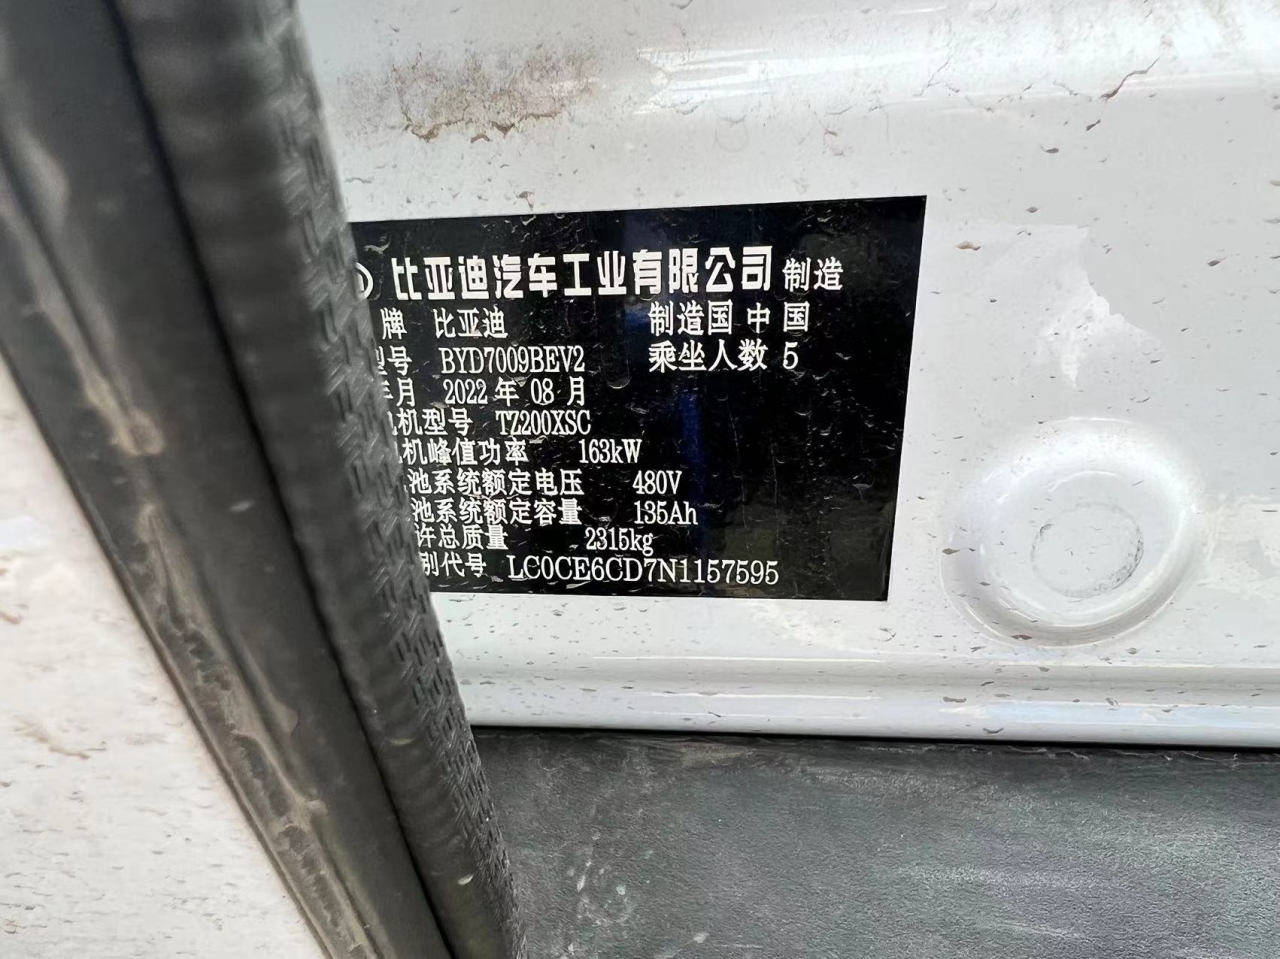 比亚迪汽车工业有限公司 制造
牌 比亚迪 制造国 中国
型号 BYD7009BEV2 乘坐人数 5
年月 2022 年 08 月
机型号 TZ200XSC
机峰值功率 163kW
池系统额定电压 480V
池系统额定容量 135Ah
许总质量 2315kg
别代号 LC0CE6CD7N1157595